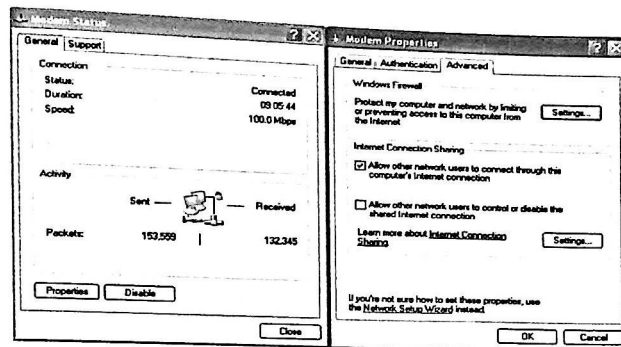 Modem Status
General Support
Connection
Status: Connected
Duration: 09:05:44
Speed: 100.0 Mbps
Activity
Sent Received
Packets: 153,559 132,345
Properties Disable
Close
Modem Properties
General Authentication Advanced
Windows Firewall
Protect my computer and network by limiting
or preventing access to this computer from
the Internet
Settings...
Internet Connection Sharing
Allow other network users to connect through this
computer's Internet connection
Allow other network users to control or disable the
shared Internet connection
Learn more about Internet Connection
Sharing.
Settings...
If you're not sure how to set these properties, use
the Network Setup Wizard instead.
OK Cancel